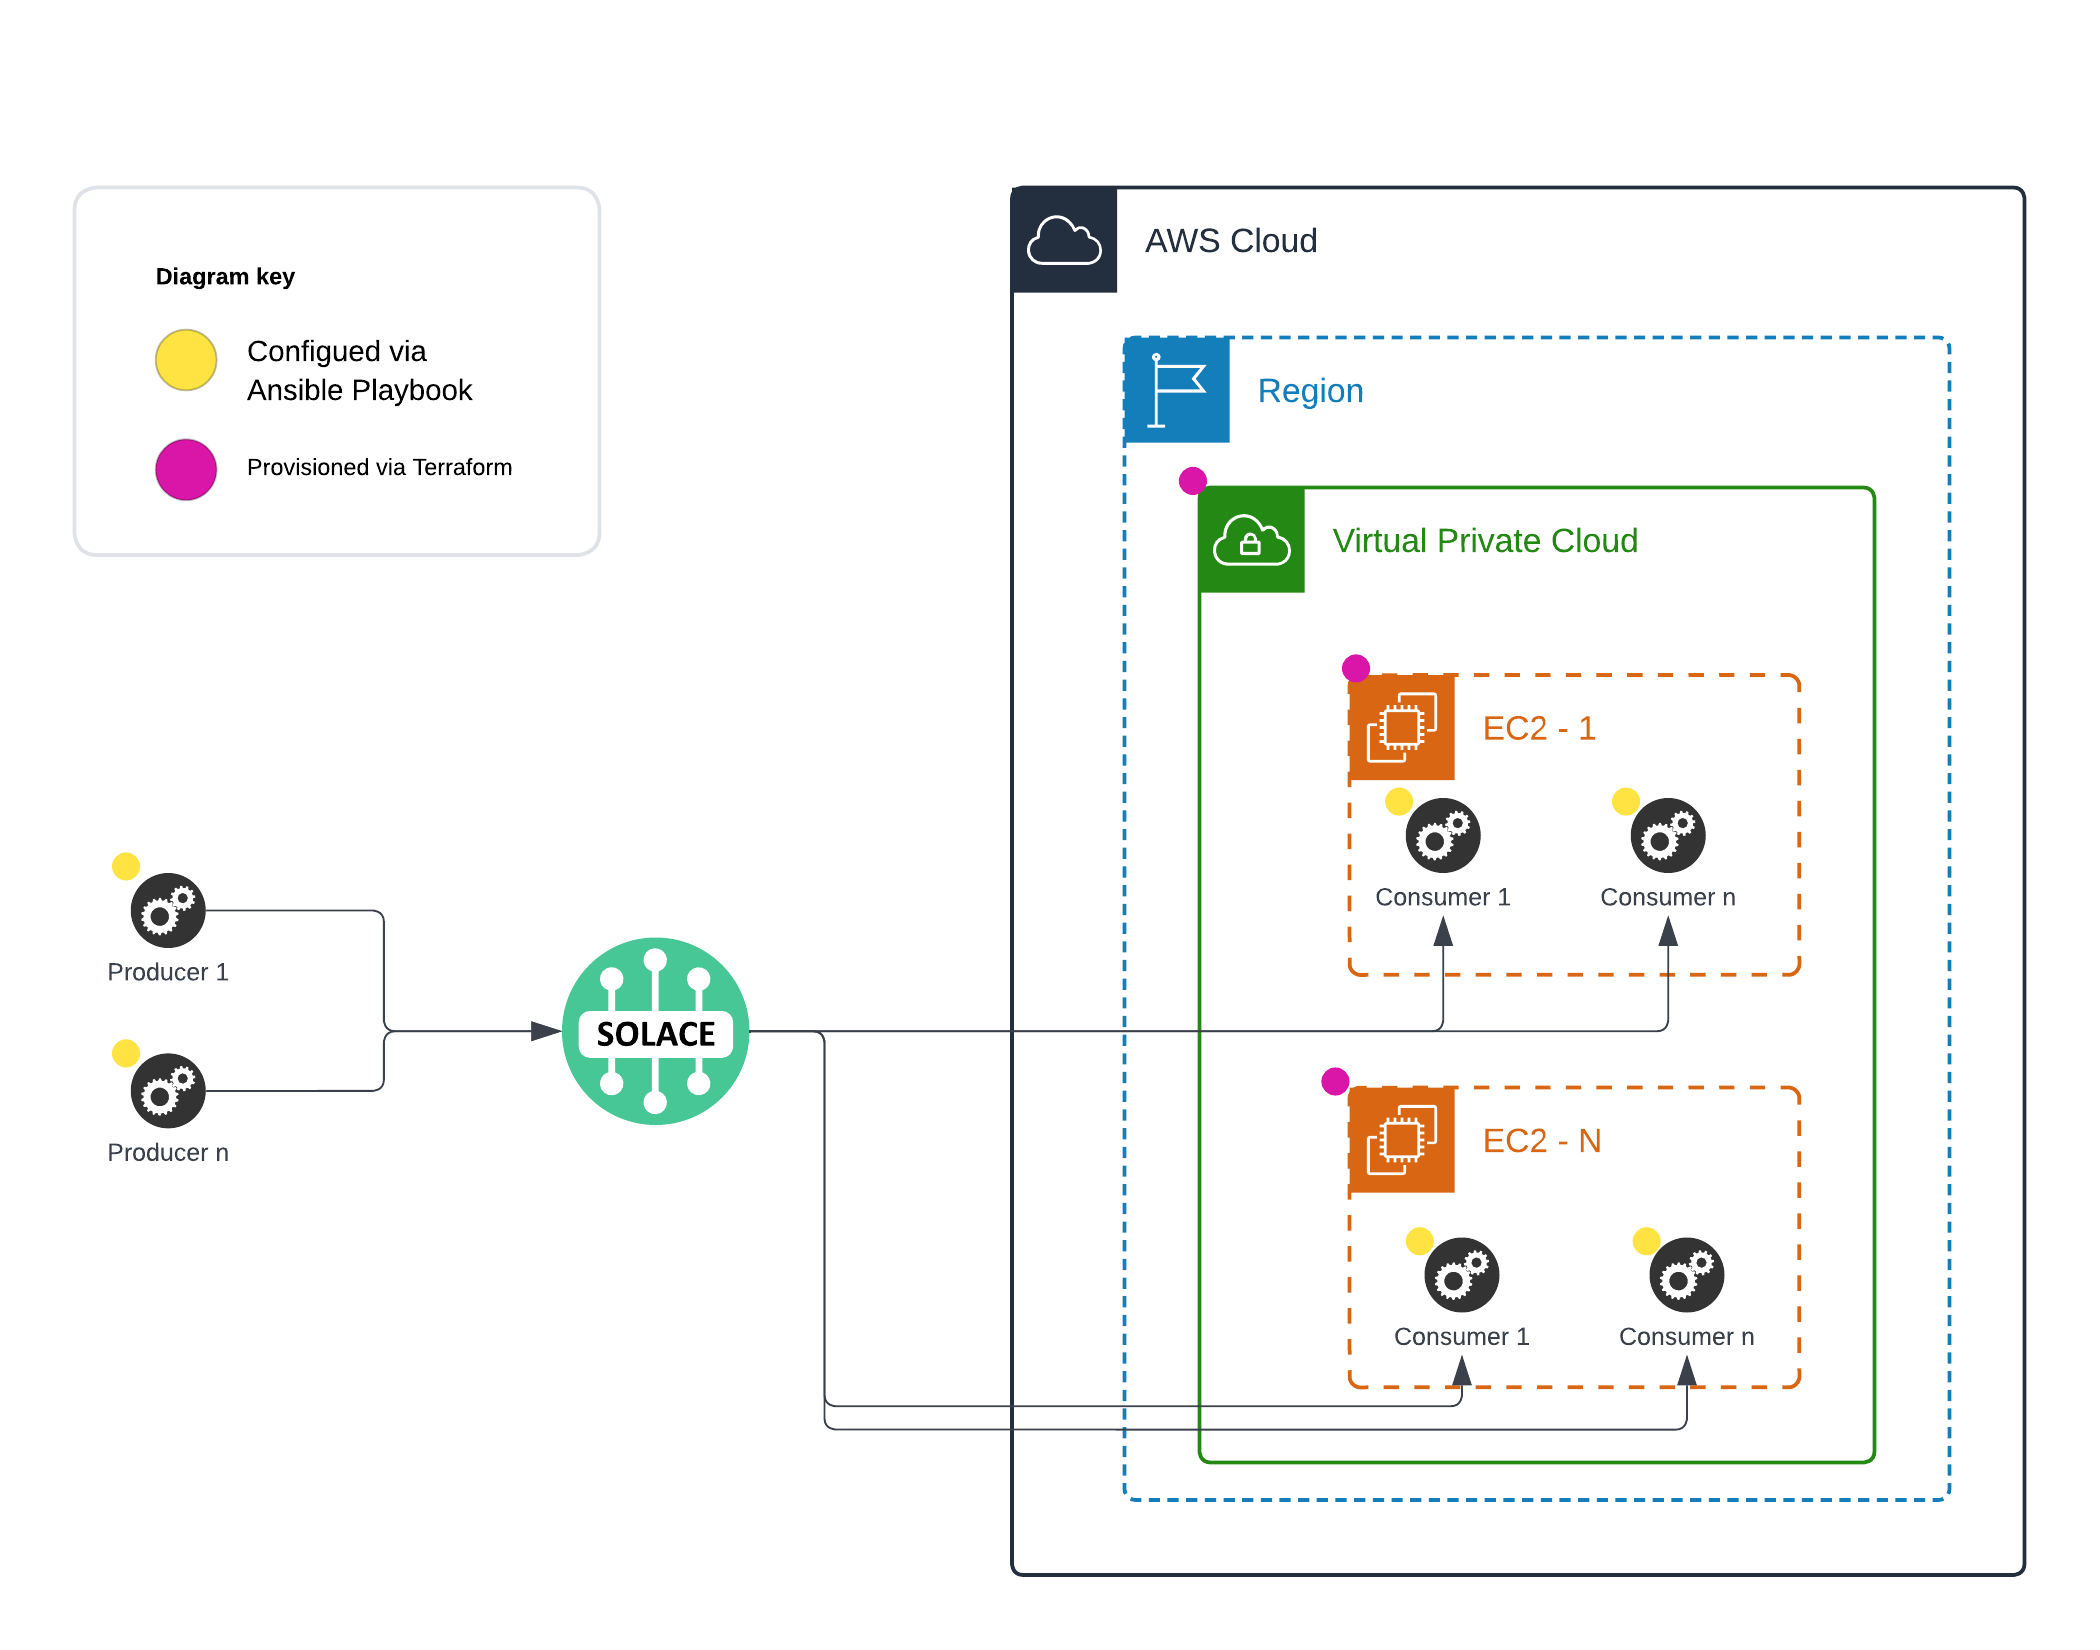 Diagram key
Configued via
Ansible Playbook
Provisioned via Terraform
AWS Cloud
Region
Virtual Private Cloud
EC2 - 1
Consumer 1
Consumer n
Producer 1
SOLACE
Producer n
EC2 - N
Consumer 1
Consumer n